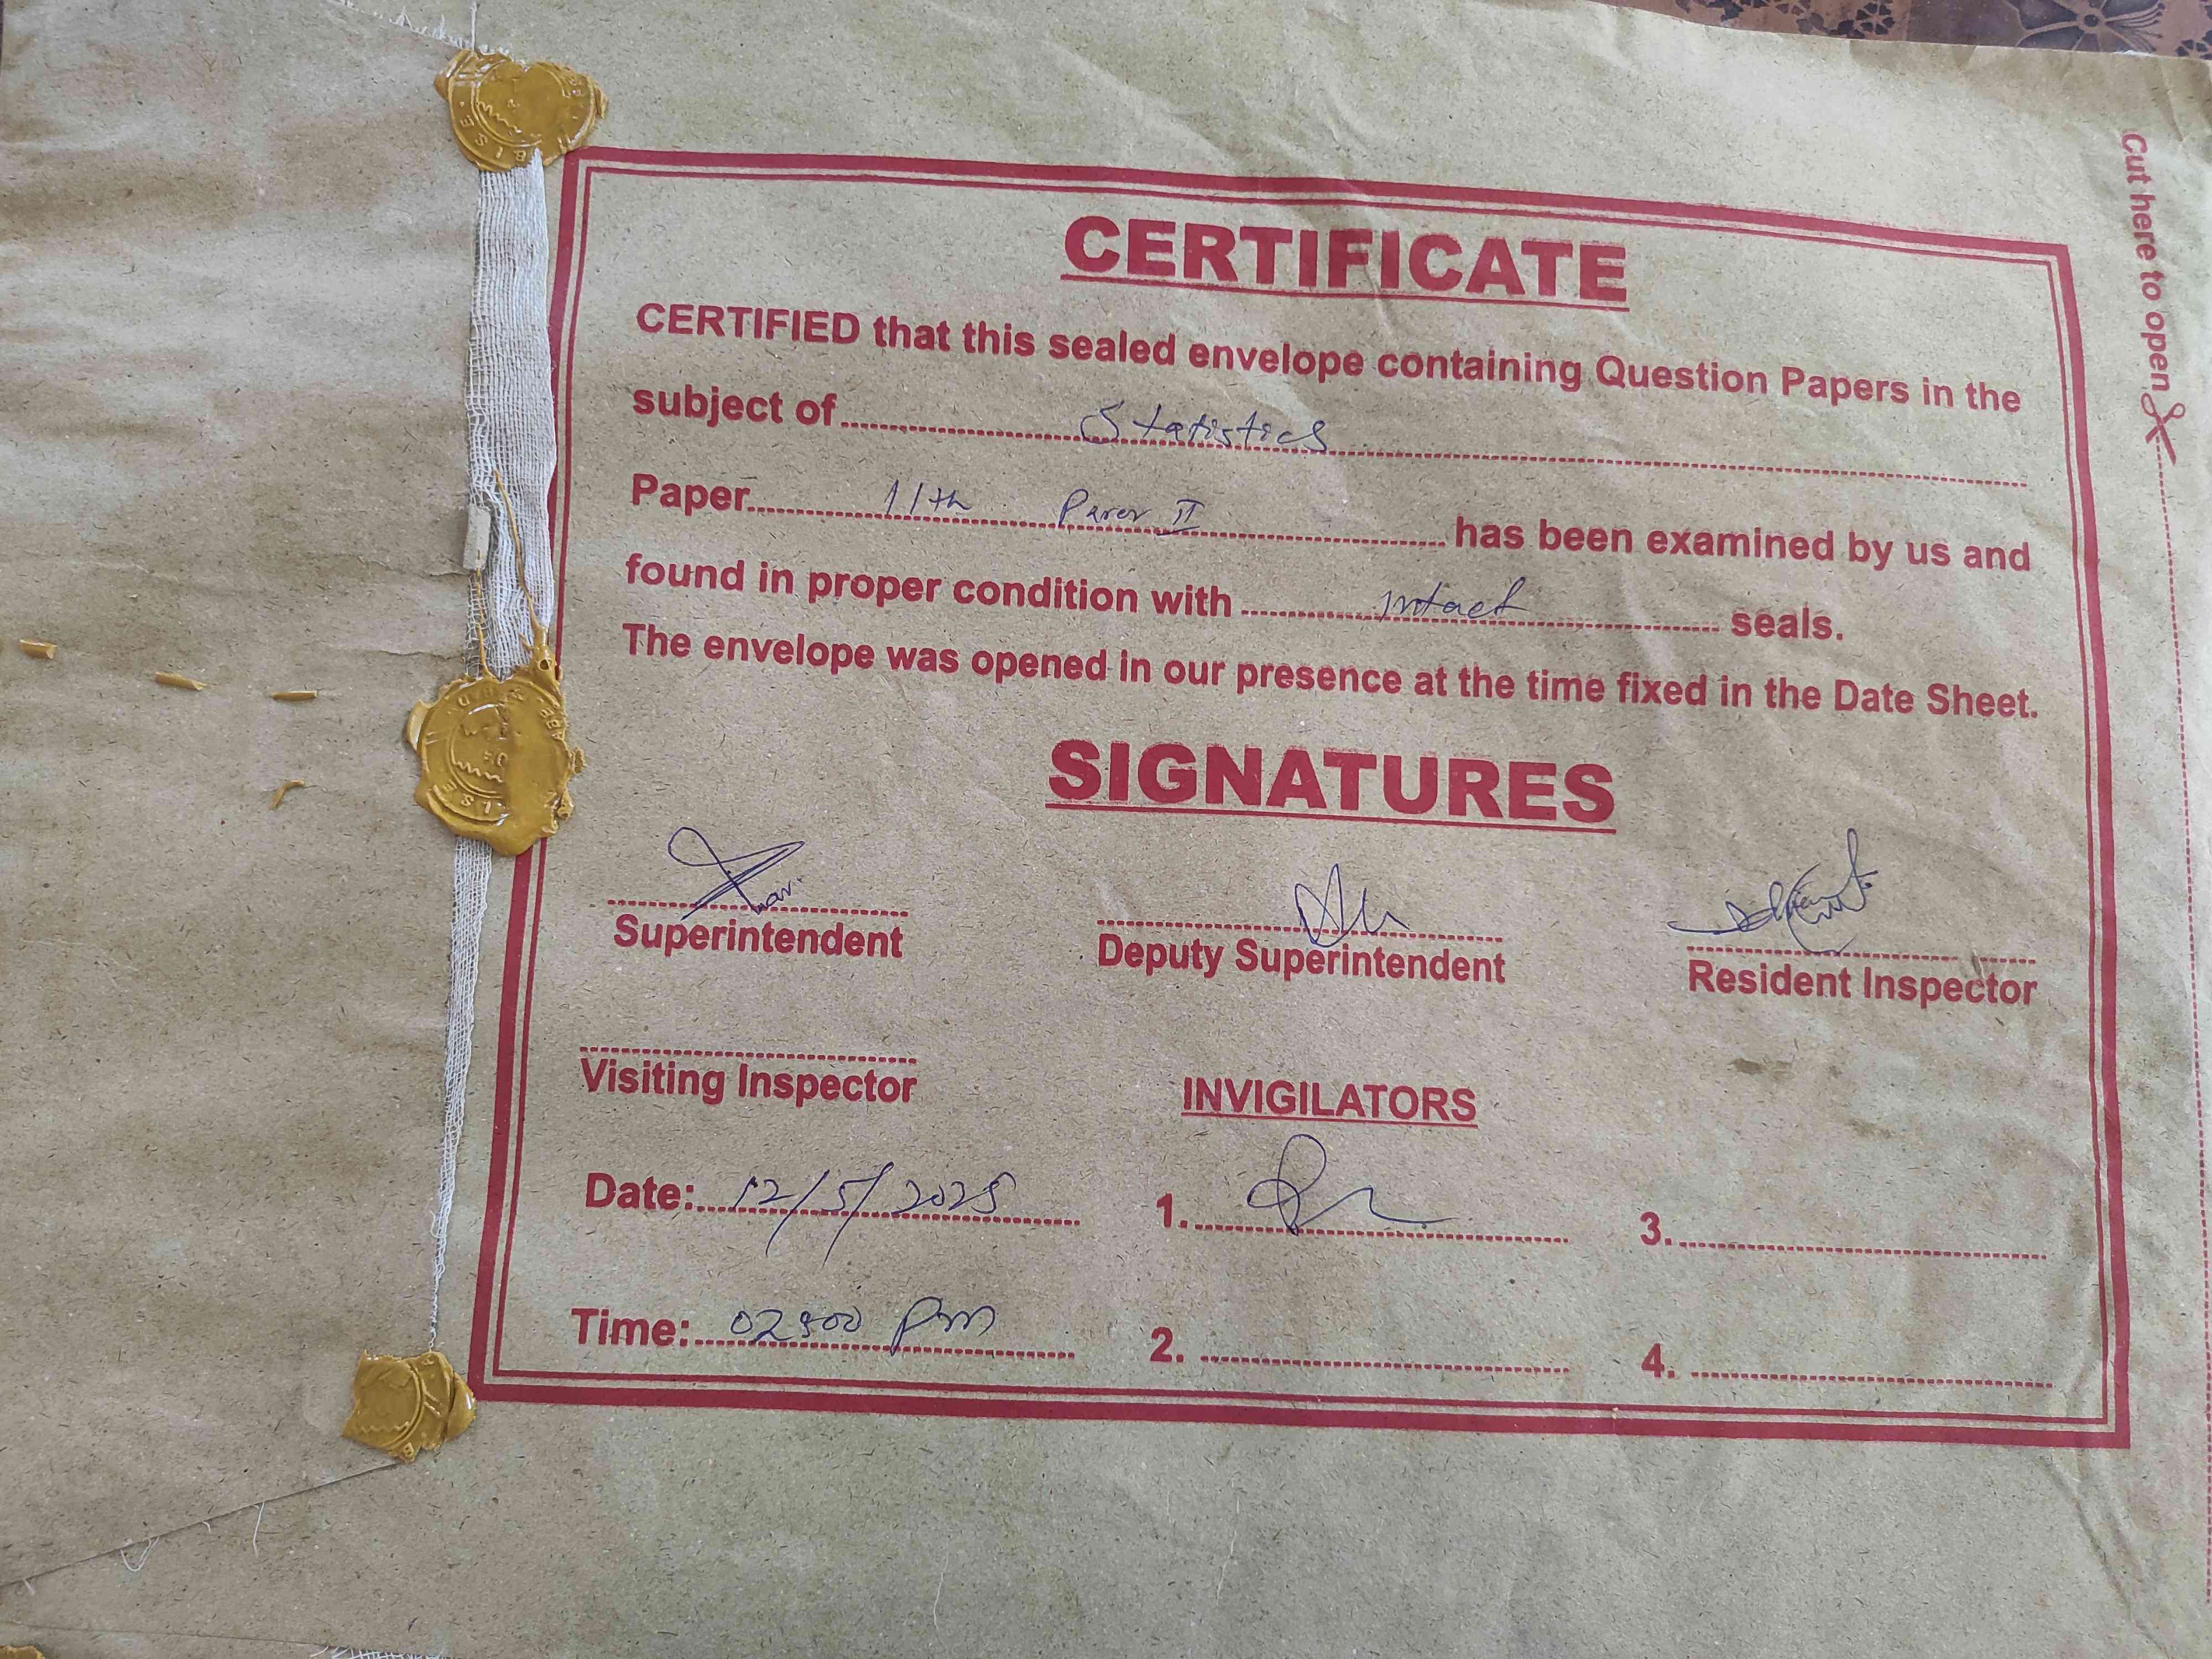 Cut here to open
CERTIFICATE
CERTIFIED that this sealed envelope containing Question Papers in the
subject of Statistics
Paper 11th Paper II has been examined by us and
found in proper condition with intact seals.
The envelope was opened in our presence at the time fixed in the Date Sheet.
SIGNATURES
Superintendent Deputy Superintendent Resident Inspector
Visiting Inspector
INVIGILATORS
Date: 12/5/2025 1. 3.
Time: 02:00 Pm 2. 4.
B.I.S.E